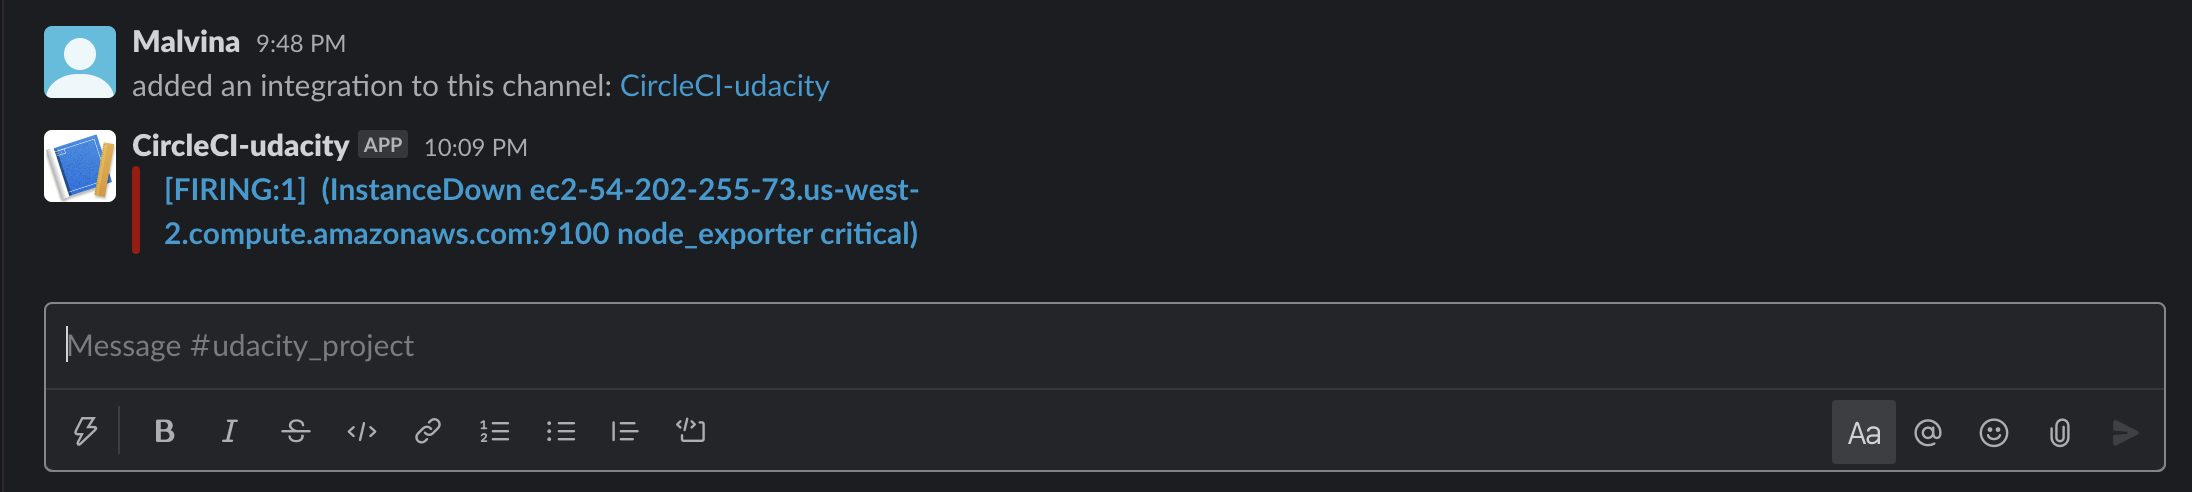 Malvina 9:48 PM
added an integration to this channel: CircleCI-udacity
CircleCI-udacity APP 10:09 PM
[FIRING:1] (InstanceDown ec2-54-202-255-73.us-west-
2.compute.amazonaws.com:9100 node_exporter critical)
Message #udacity_project
B I S </> Aa @